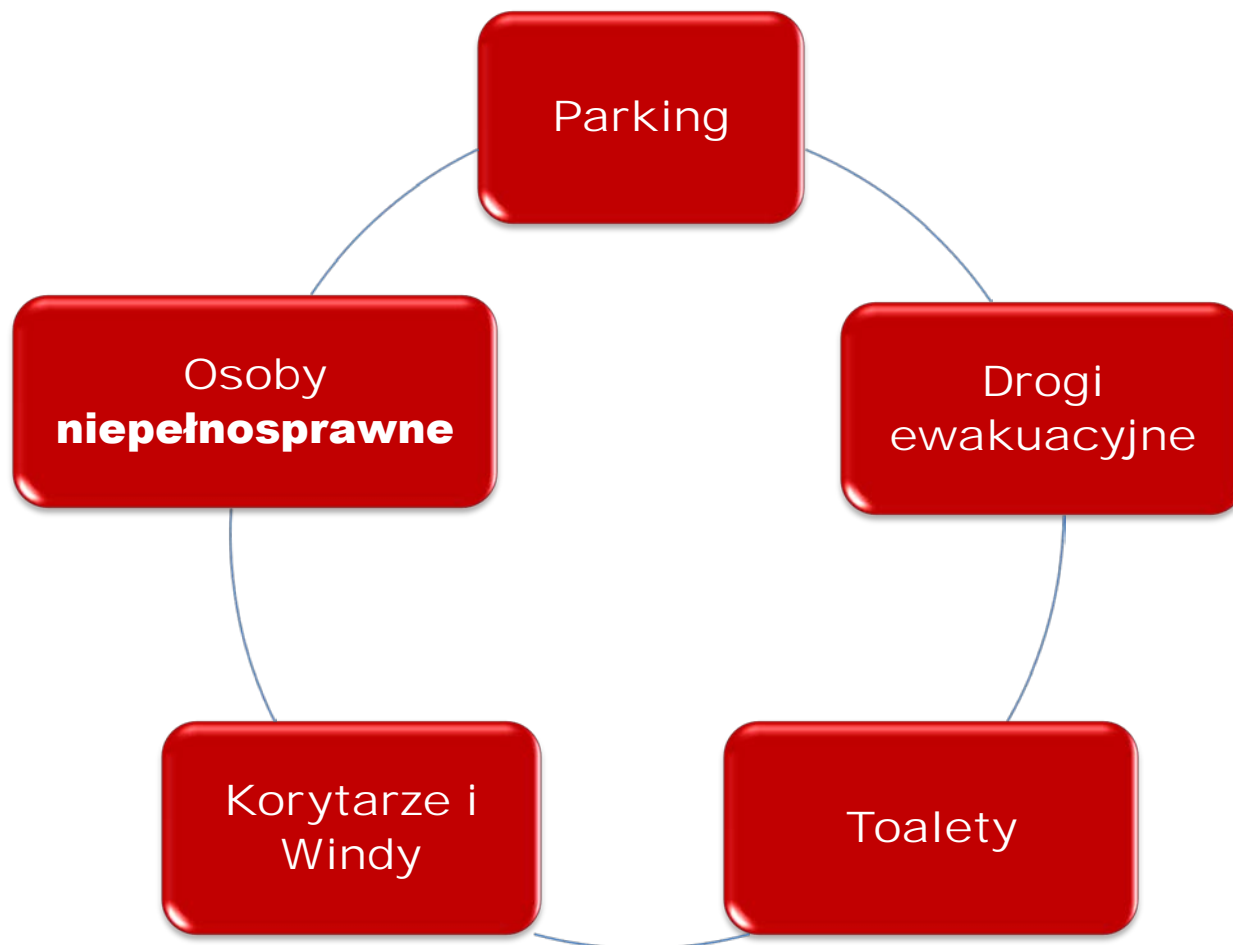 Parking
Osoby
niepełnosprawne
Drogi
ewakuacyjne
Korytarze i
Windy
Toalety